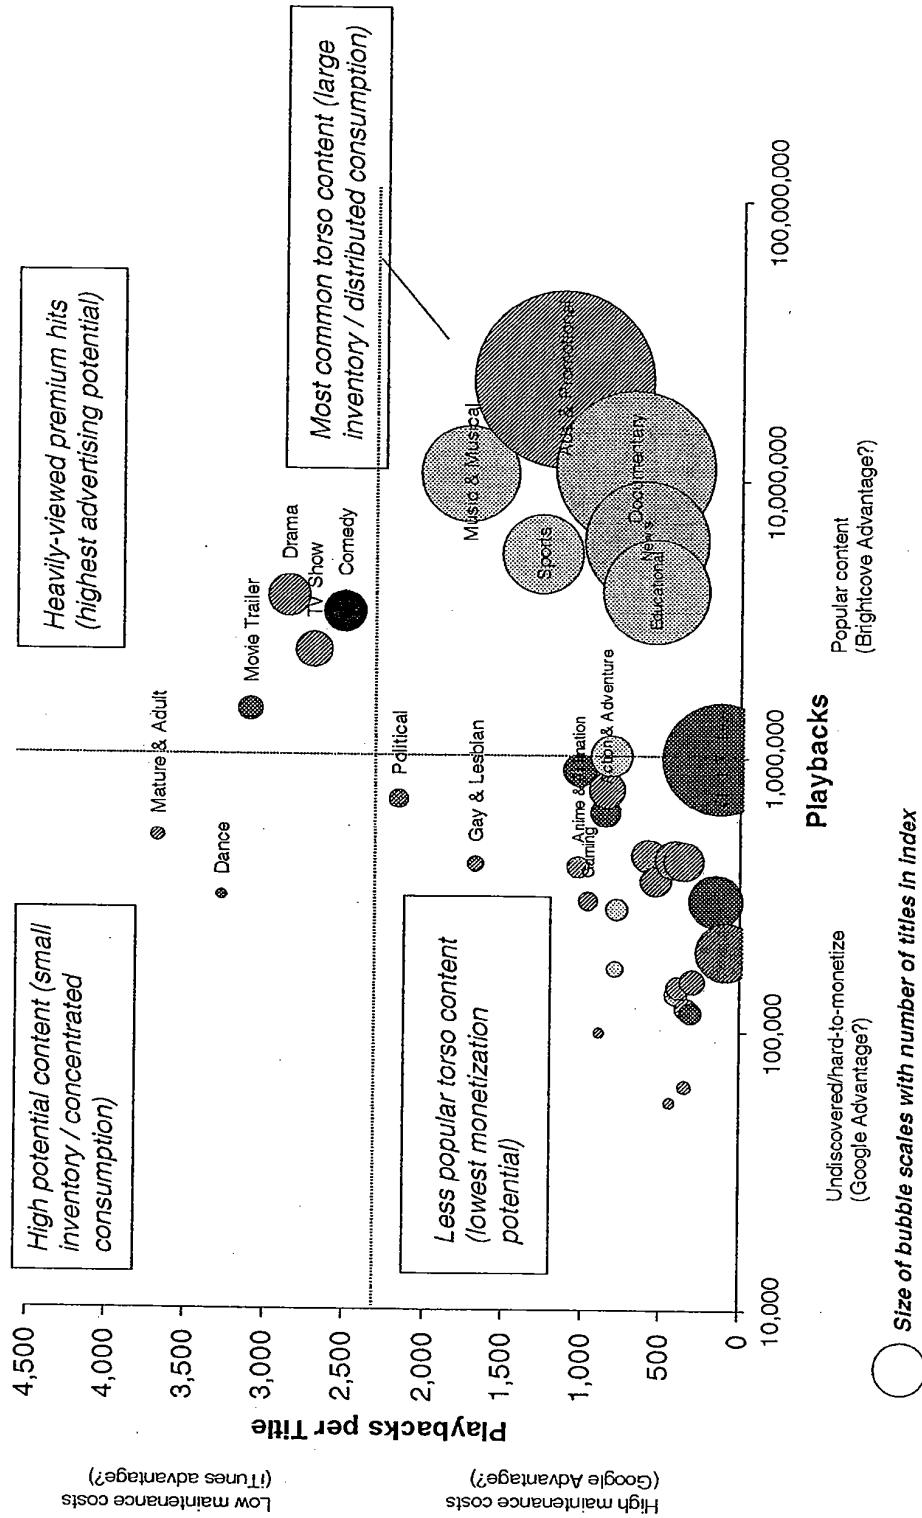 High potential content (small
inventory / concentrated
consumption)
Heavily-viewed premium hits
(highest advertising potential)
Less popular torso content
(lowest monetization
potential)
Most common torso content (large
inventory / distributed consumption)
Low maintenance costs
(iTunes advantage?)
High maintenance costs
(Google Advantage?)
Playbacks per Title
4,500
4,000
3,500
3,000
2,500
2,000
1,500
1,000
500
0
Mature & Adult
Dance
Movie Trailer
Drama
TV Show
Comedy
Political
Gay & Lesbian
Music & Musical
Ads & Promotional
Sports
Anime & Animation
Gaming
Action & Adventure
Documentary
News
Educational
10,000
100,000
1,000,000
10,000,000
100,000,000
Playbacks
Undiscovered/hard-to-monetize
(Google Advantage?)
Popular content
(Brightcove Advantage?)
Size of bubble scales with number of titles in index